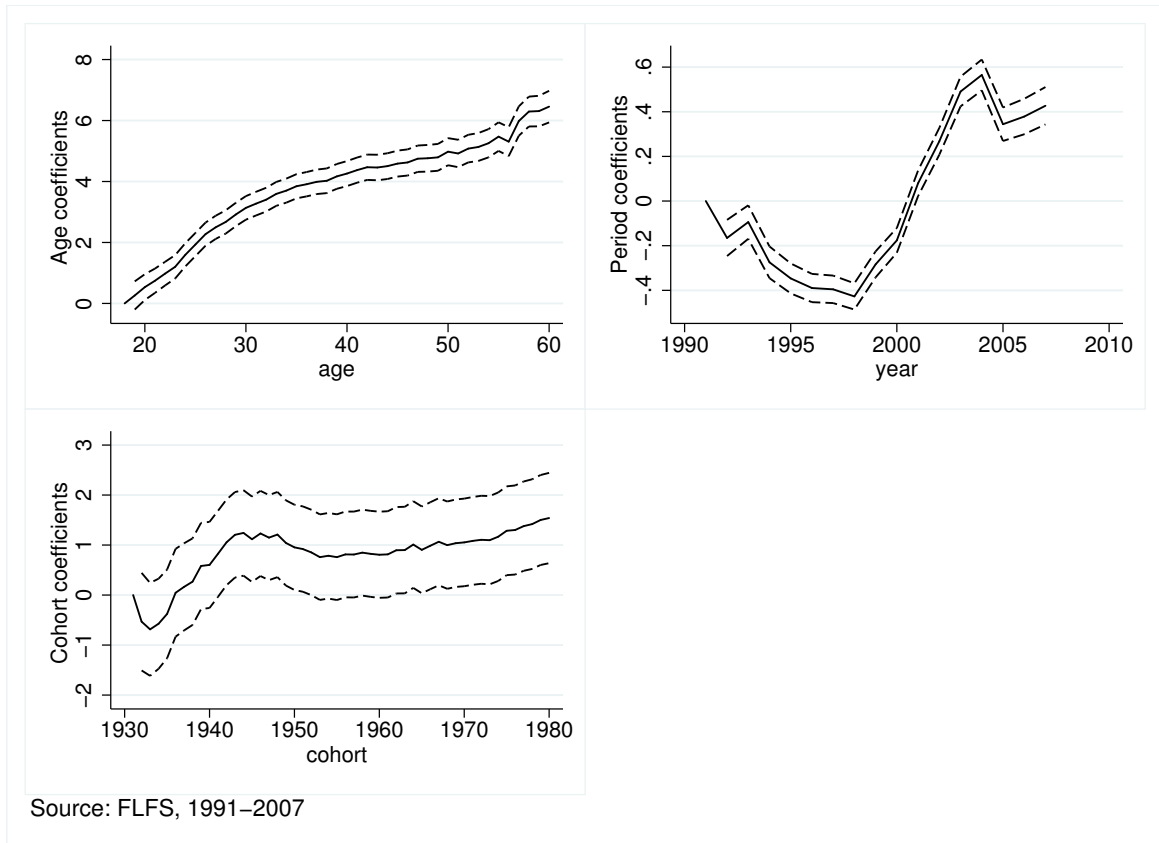 Age coefficients
8
6
4
2
0
20 30 40 50 60
age
Period coefficients
.6
.4
.2
0
−.2
−.4
1990 1995 2000 2005 2010
year
Cohort coefficients
3
2
1
0
−1
−2
1930 1940 1950 1960 1970 1980
cohort
Source: FLFS, 1991−2007